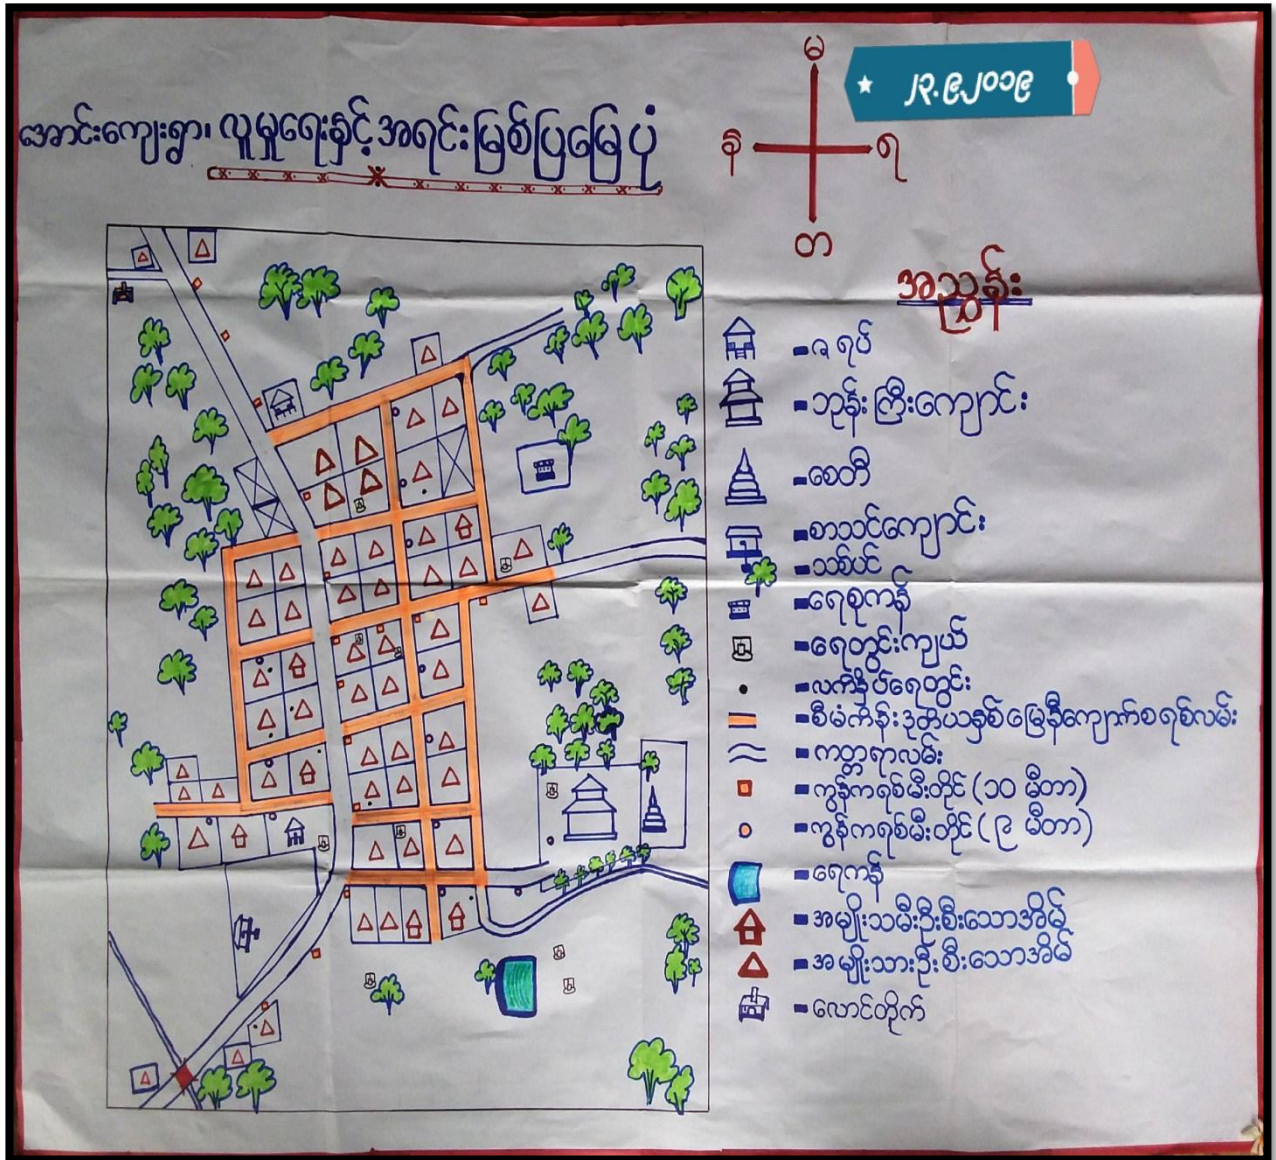 မ
၂၃.၉.၂၀၁၉
အောင်းကျေးရွာ၊ လူမှုရေးနှင့်အရင်းမြစ်ပြမြေပုံ
န
ရ
တ
အညွှန်း
-ဇရပ်
-ဘုန်းကြီးကျောင်း
-စေတီ
-စာသင်ကျောင်း
-သစ်ပင်
-ရေစုကန်
-ရေတွင်းကျယ်
-လက်နှိပ်ရေတွင်း
-စီမံကိန်းဒုတိယနှစ်မြေနီကျောက်စရစ်လမ်း
-ကတ္တရာလမ်း
-ကွန်ကရစ်မီးတိုင် (၁၀ မီတာ)
-ကွန်ကရစ်မီးတိုင် (၉ မီတာ)
-ရေကန်
-အမျိုးသမီးဦးစီးသောအိမ်
-အမျိုးသားဦးစီးသောအိမ်
-လောင်တိုက်